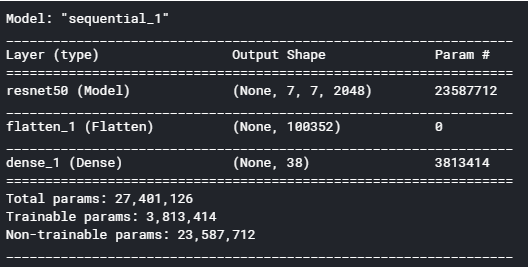 Model: "sequential_1"
_________________________________________________________________
Layer (type)                 Output Shape              Param #
=================================================================
resnet50 (Model)             (None, 7, 7, 2048)        23587712
_________________________________________________________________
flatten_1 (Flatten)          (None, 100352)            0
_________________________________________________________________
dense_1 (Dense)              (None, 38)                3813414
=================================================================
Total params: 27,401,126
Trainable params: 3,813,414
Non-trainable params: 23,587,712
_________________________________________________________________